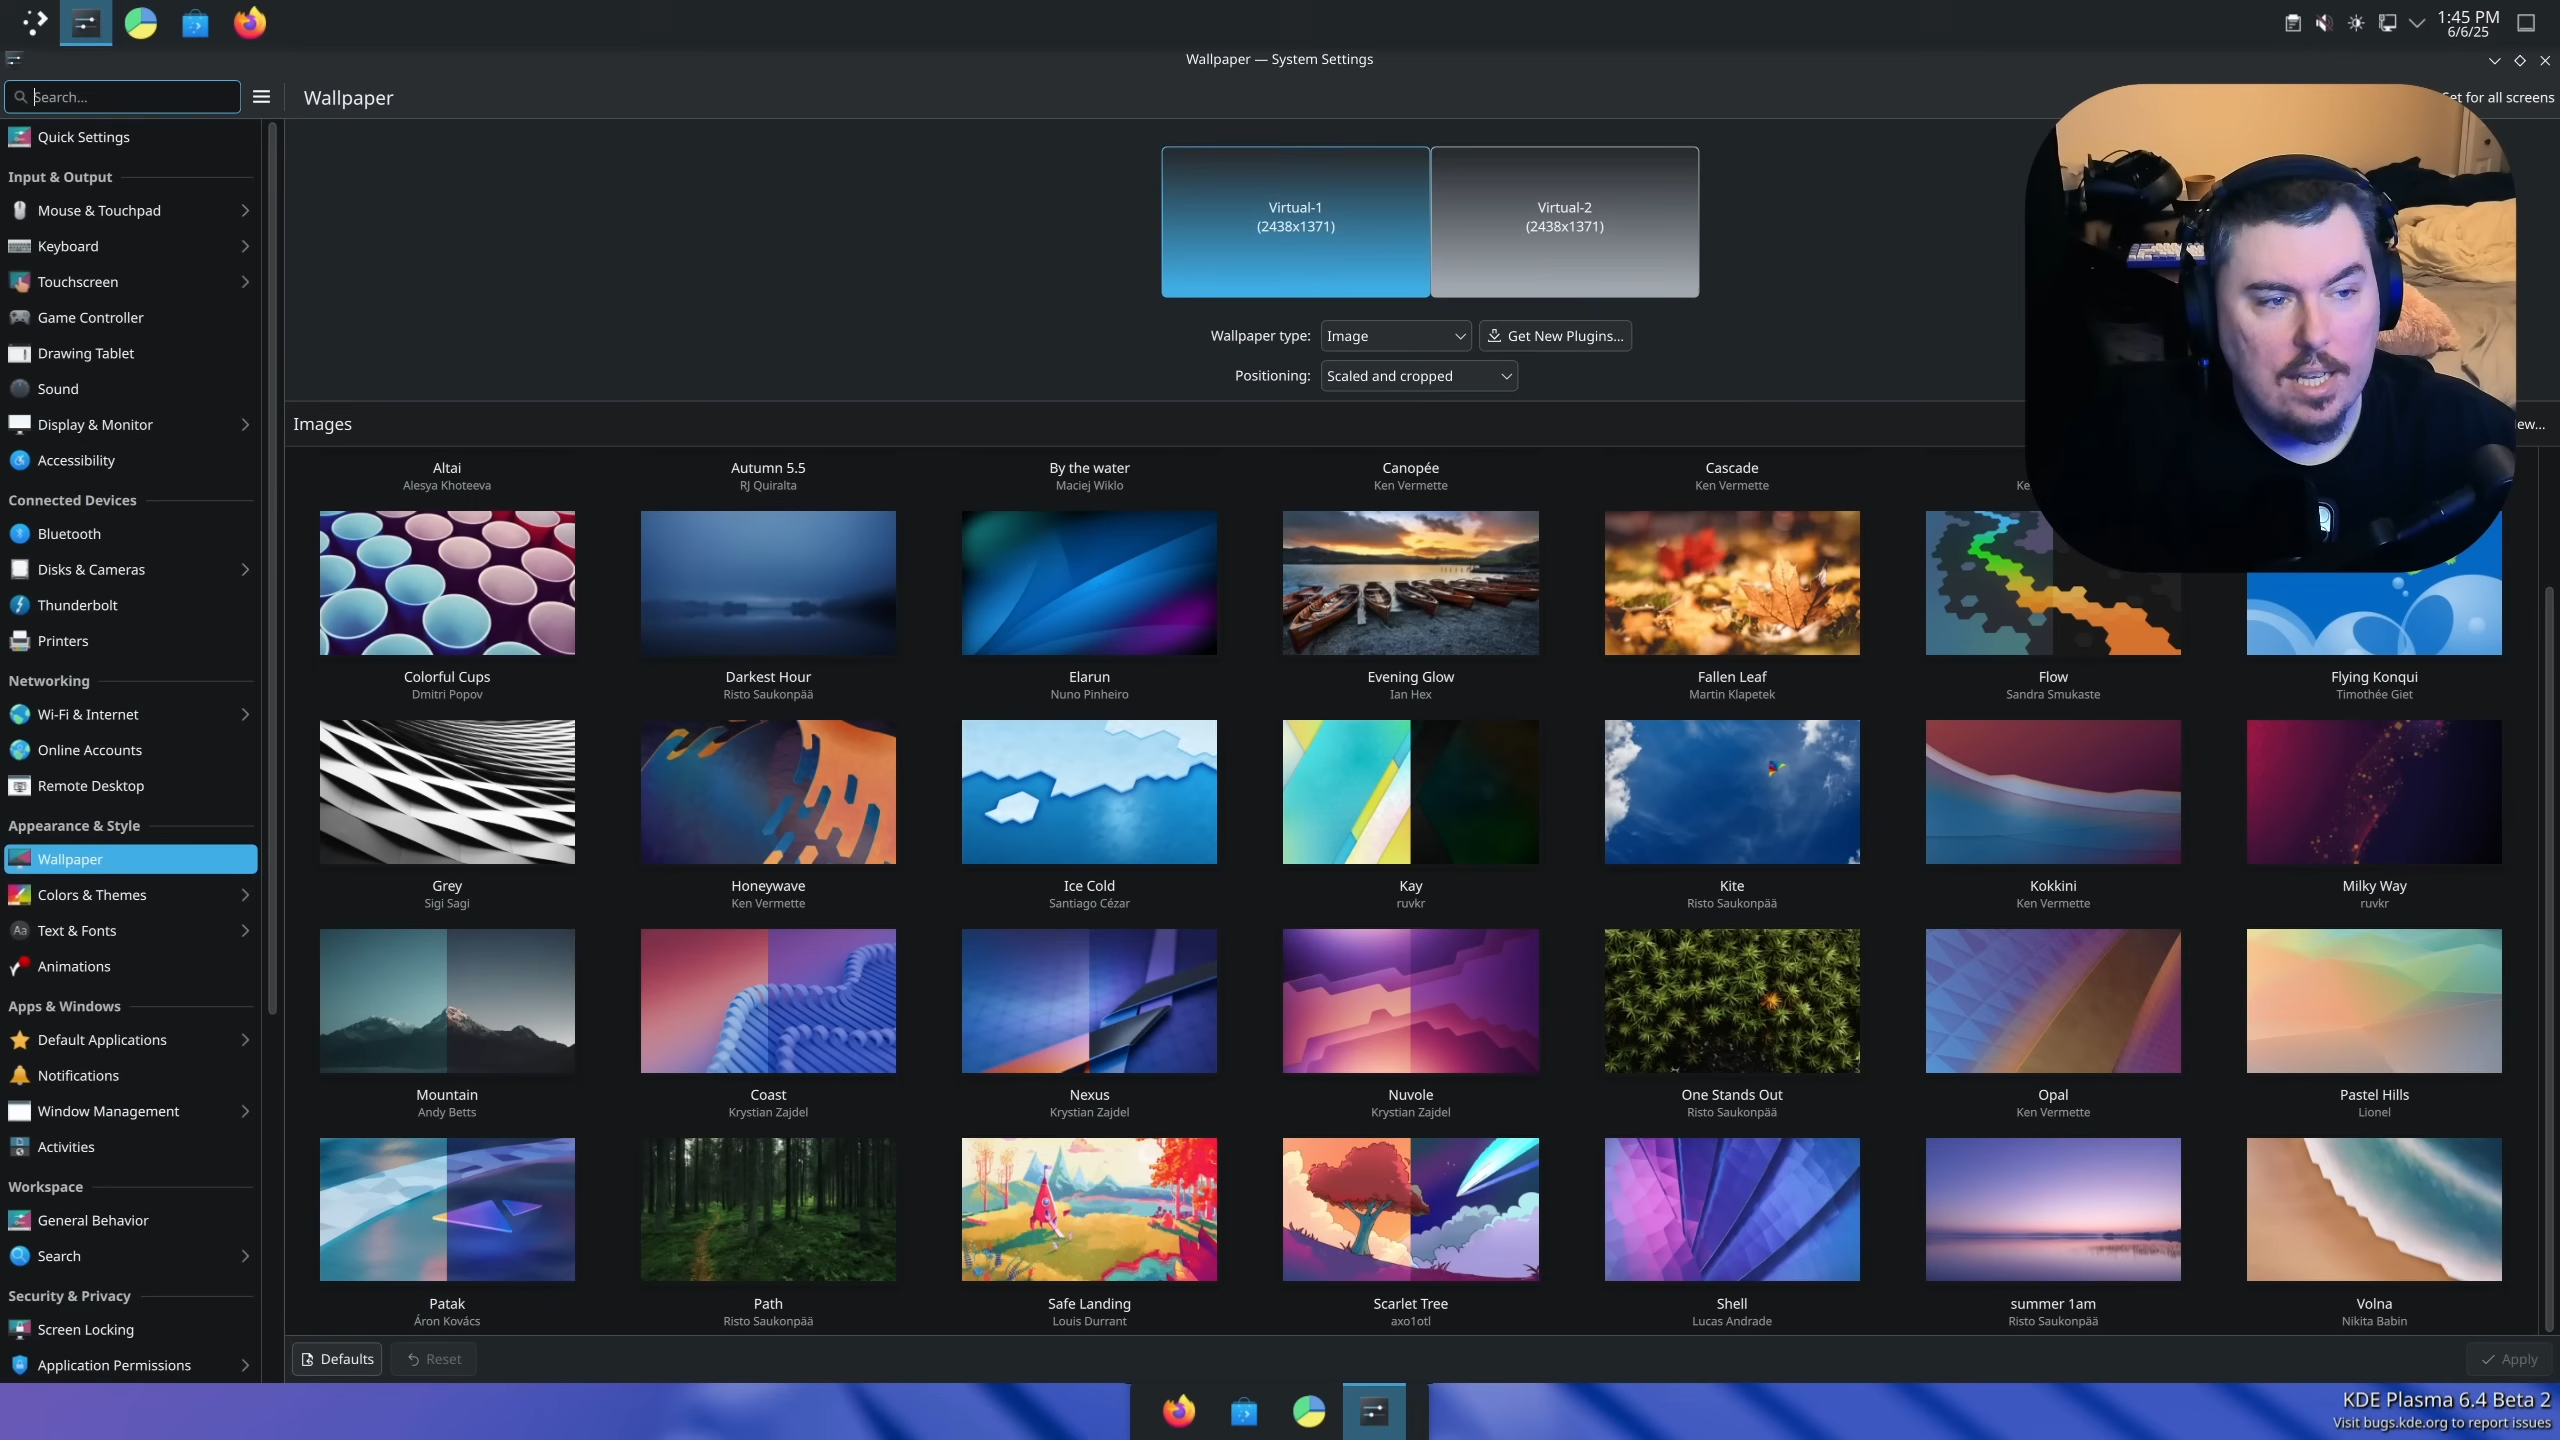 1:45 PM
6/6/25
Wallpaper — System Settings
Search...
Wallpaper
Set for all screens
Quick Settings
Input & Output
Mouse & Touchpad
Keyboard
Touchscreen
Game Controller
Drawing Tablet
Sound
Display & Monitor
Accessibility
Connected Devices
Bluetooth
Disks & Cameras
Thunderbolt
Printers
Networking
Wi-Fi & Internet
Online Accounts
Remote Desktop
Appearance & Style
Wallpaper
Colors & Themes
Aa Text & Fonts
Animations
Apps & Windows
Default Applications
Notifications
Window Management
Activities
Workspace
General Behavior
Search
Security & Privacy
Screen Locking
Application Permissions
Virtual-1
(2438x1371)
Virtual-2
(2438x1371)
Wallpaper type: Image Get New Plugins...
Positioning: Scaled and cropped
Images
Altai
Alesya Khoteeva
Autumn 5.5
RJ Quiralta
By the water
Maciej Wiklo
Canopée
Ken Vermette
Cascade
Ken Vermette
Colorful Cups
Dmitri Popov
Darkest Hour
Risto Saukonpää
Elarun
Nuno Pinheiro
Evening Glow
Ian Hex
Fallen Leaf
Martin Klapetek
Flow
Sandra Smukaste
Flying Konqui
Timothée Giet
Grey
Sigi Sagi
Honeywave
Ken Vermette
Ice Cold
Santiago Cézar
Kay
ruvkr
Kite
Risto Saukonpää
Kokkini
Ken Vermette
Milky Way
ruvkr
Mountain
Andy Betts
Coast
Krystian Zajdel
Nexus
Krystian Zajdel
Nuvole
Krystian Zajdel
One Stands Out
Risto Saukonpää
Opal
Ken Vermette
Pastel Hills
Lionel
Patak
Áron Kovács
Path
Risto Saukonpää
Safe Landing
Louis Durrant
Scarlet Tree
axo1otl
Shell
Lucas Andrade
summer 1am
Risto Saukonpää
Volna
Nikita Babin
Defaults
Reset
Apply
KDE Plasma 6.4 Beta 2
Visit bugs.kde.org to report issues